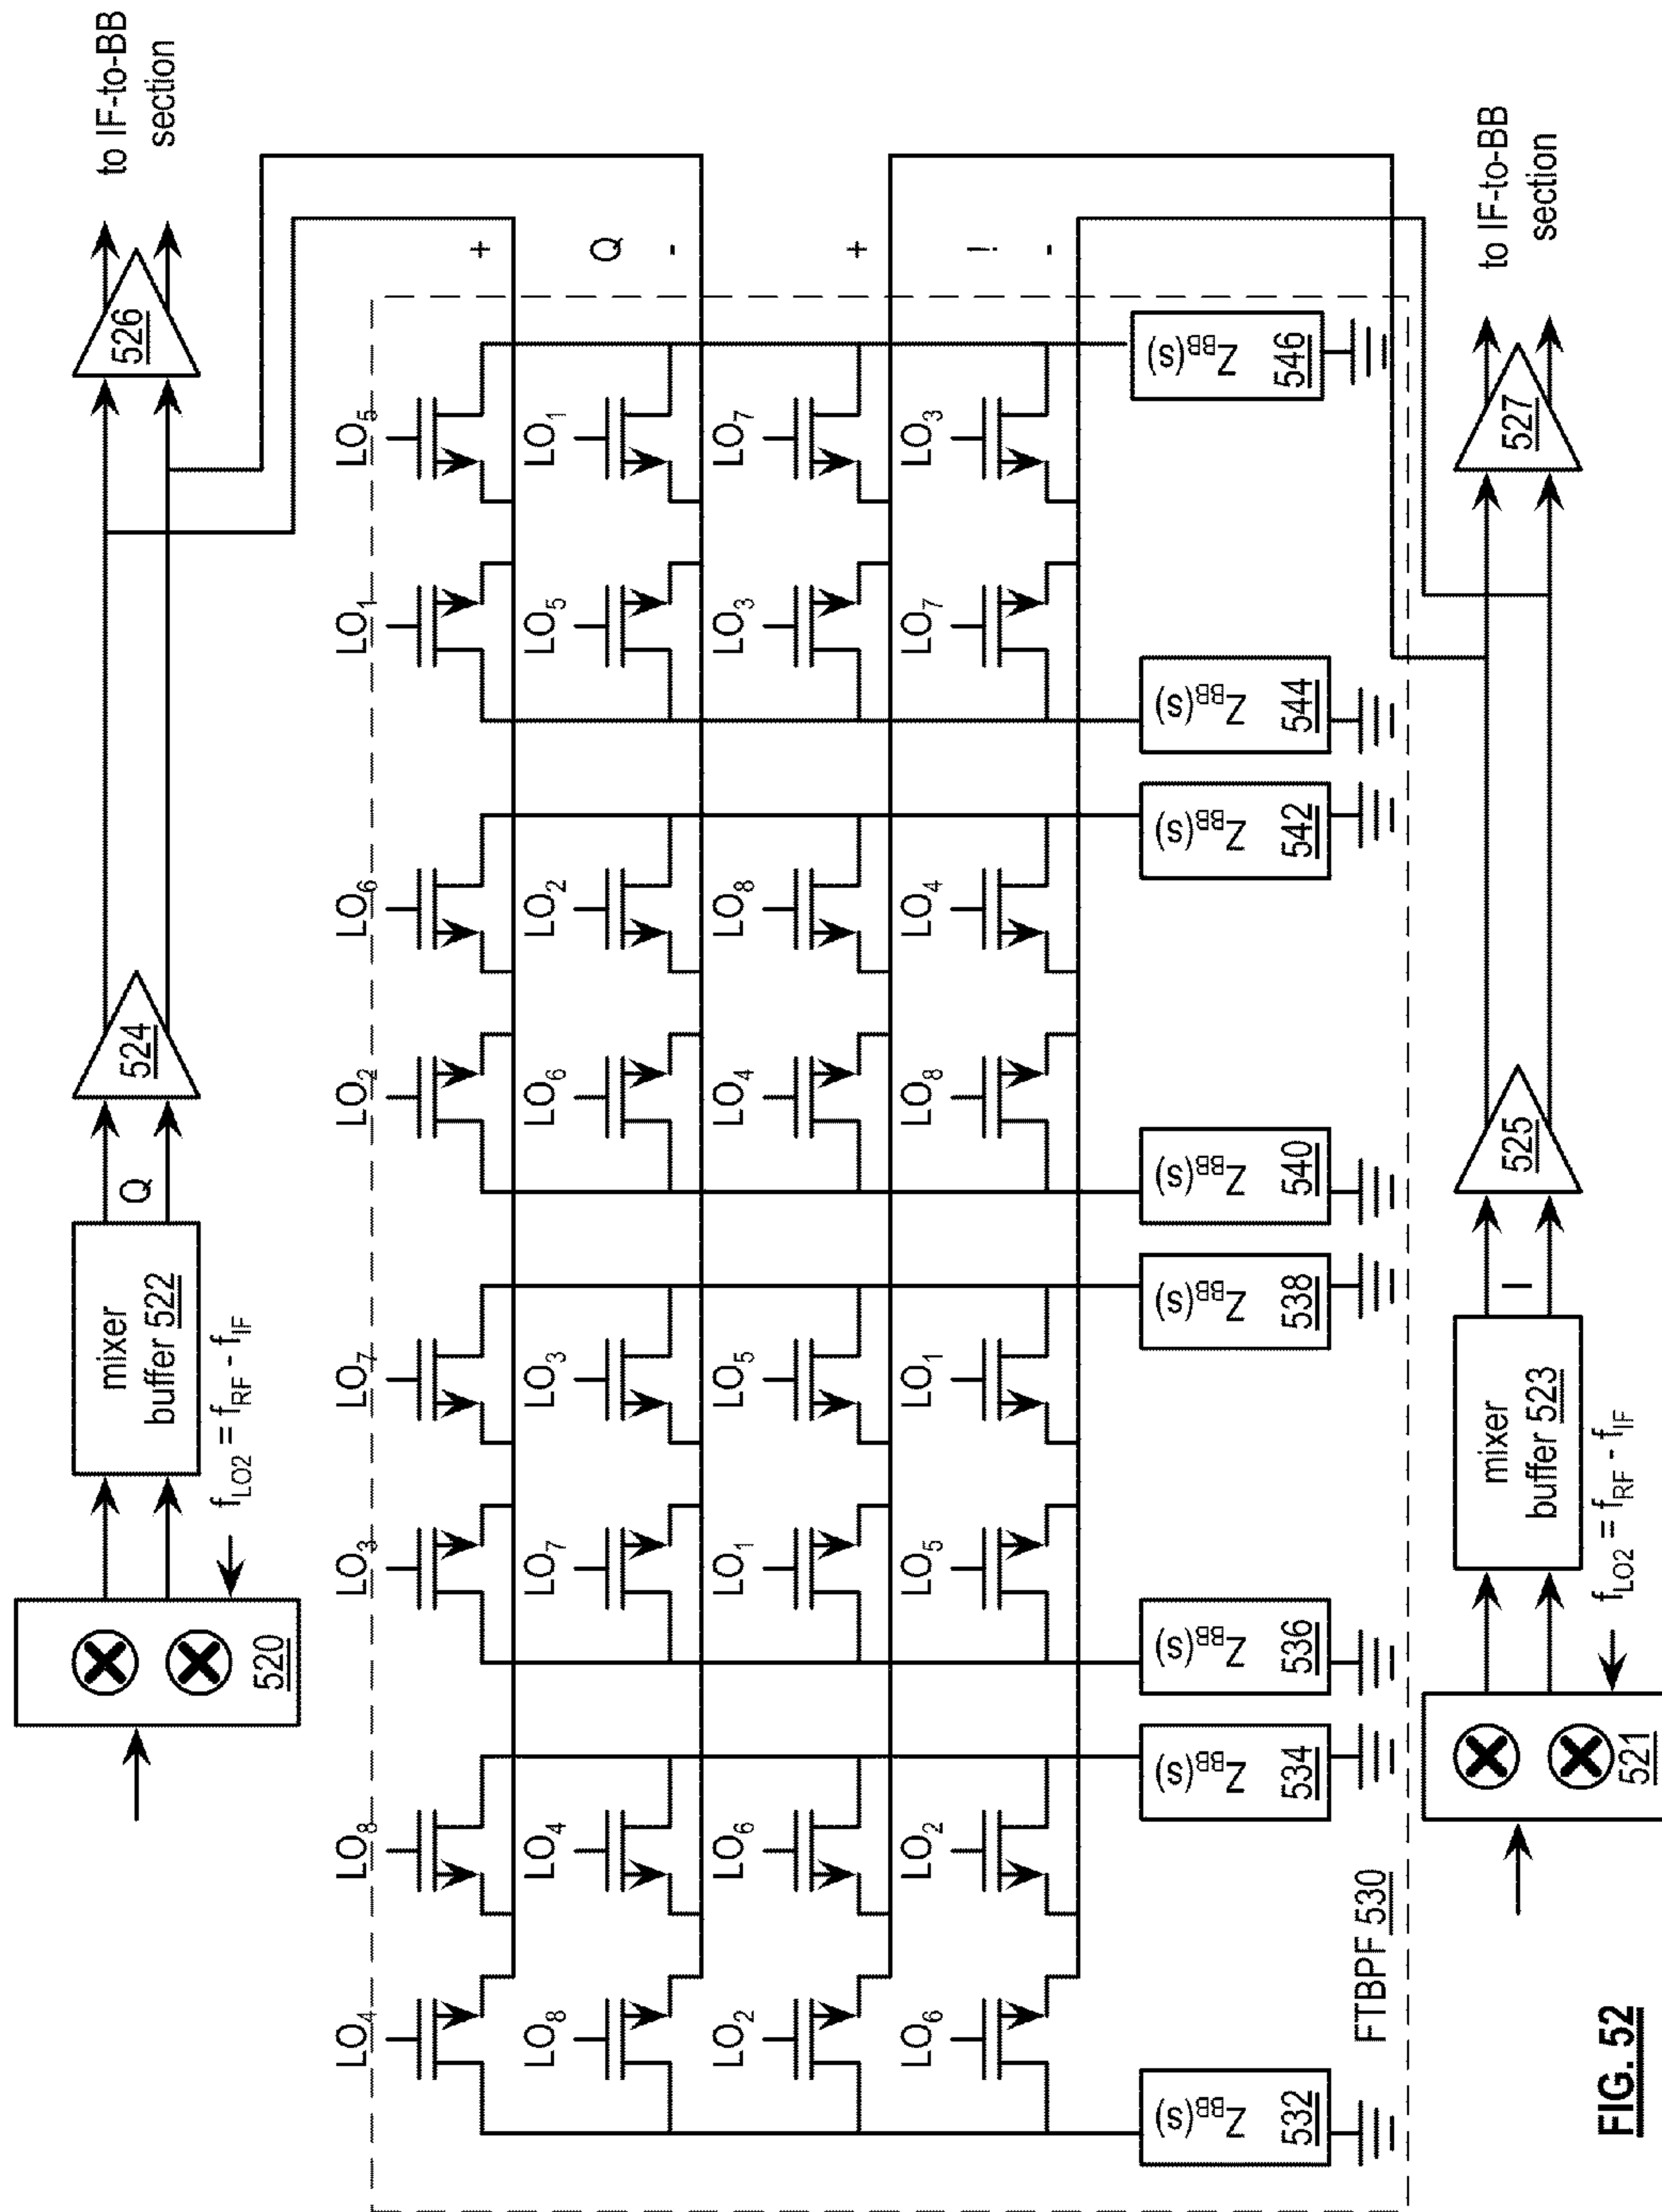 520
f_LO2 = f_RF - f_IF
mixer
buffer 522
Q
524
526
to IF-to-BB
section
LO4 LO8 LO3 LO7 LO2 LO6 LO1 LO5
+
LO8 LO4 LO7 LO3 LO6 LO2 LO5 LO1
Q
-
LO2 LO6 LO1 LO5 LO4 LO8 LO3 LO7
+
LO6 LO2 LO5 LO1 LO8 LO4 LO7 LO3
I
-
Z_BB(s) Z_BB(s) Z_BB(s) Z_BB(s) Z_BB(s) Z_BB(s) Z_BB(s) Z_BB(s)
532 534 536 538 540 542 544 546
FTBPF 530
521
f_LO2 = f_RF - f_IF
mixer
buffer 523
I
525
527
to IF-to-BB
section
FIG. 52